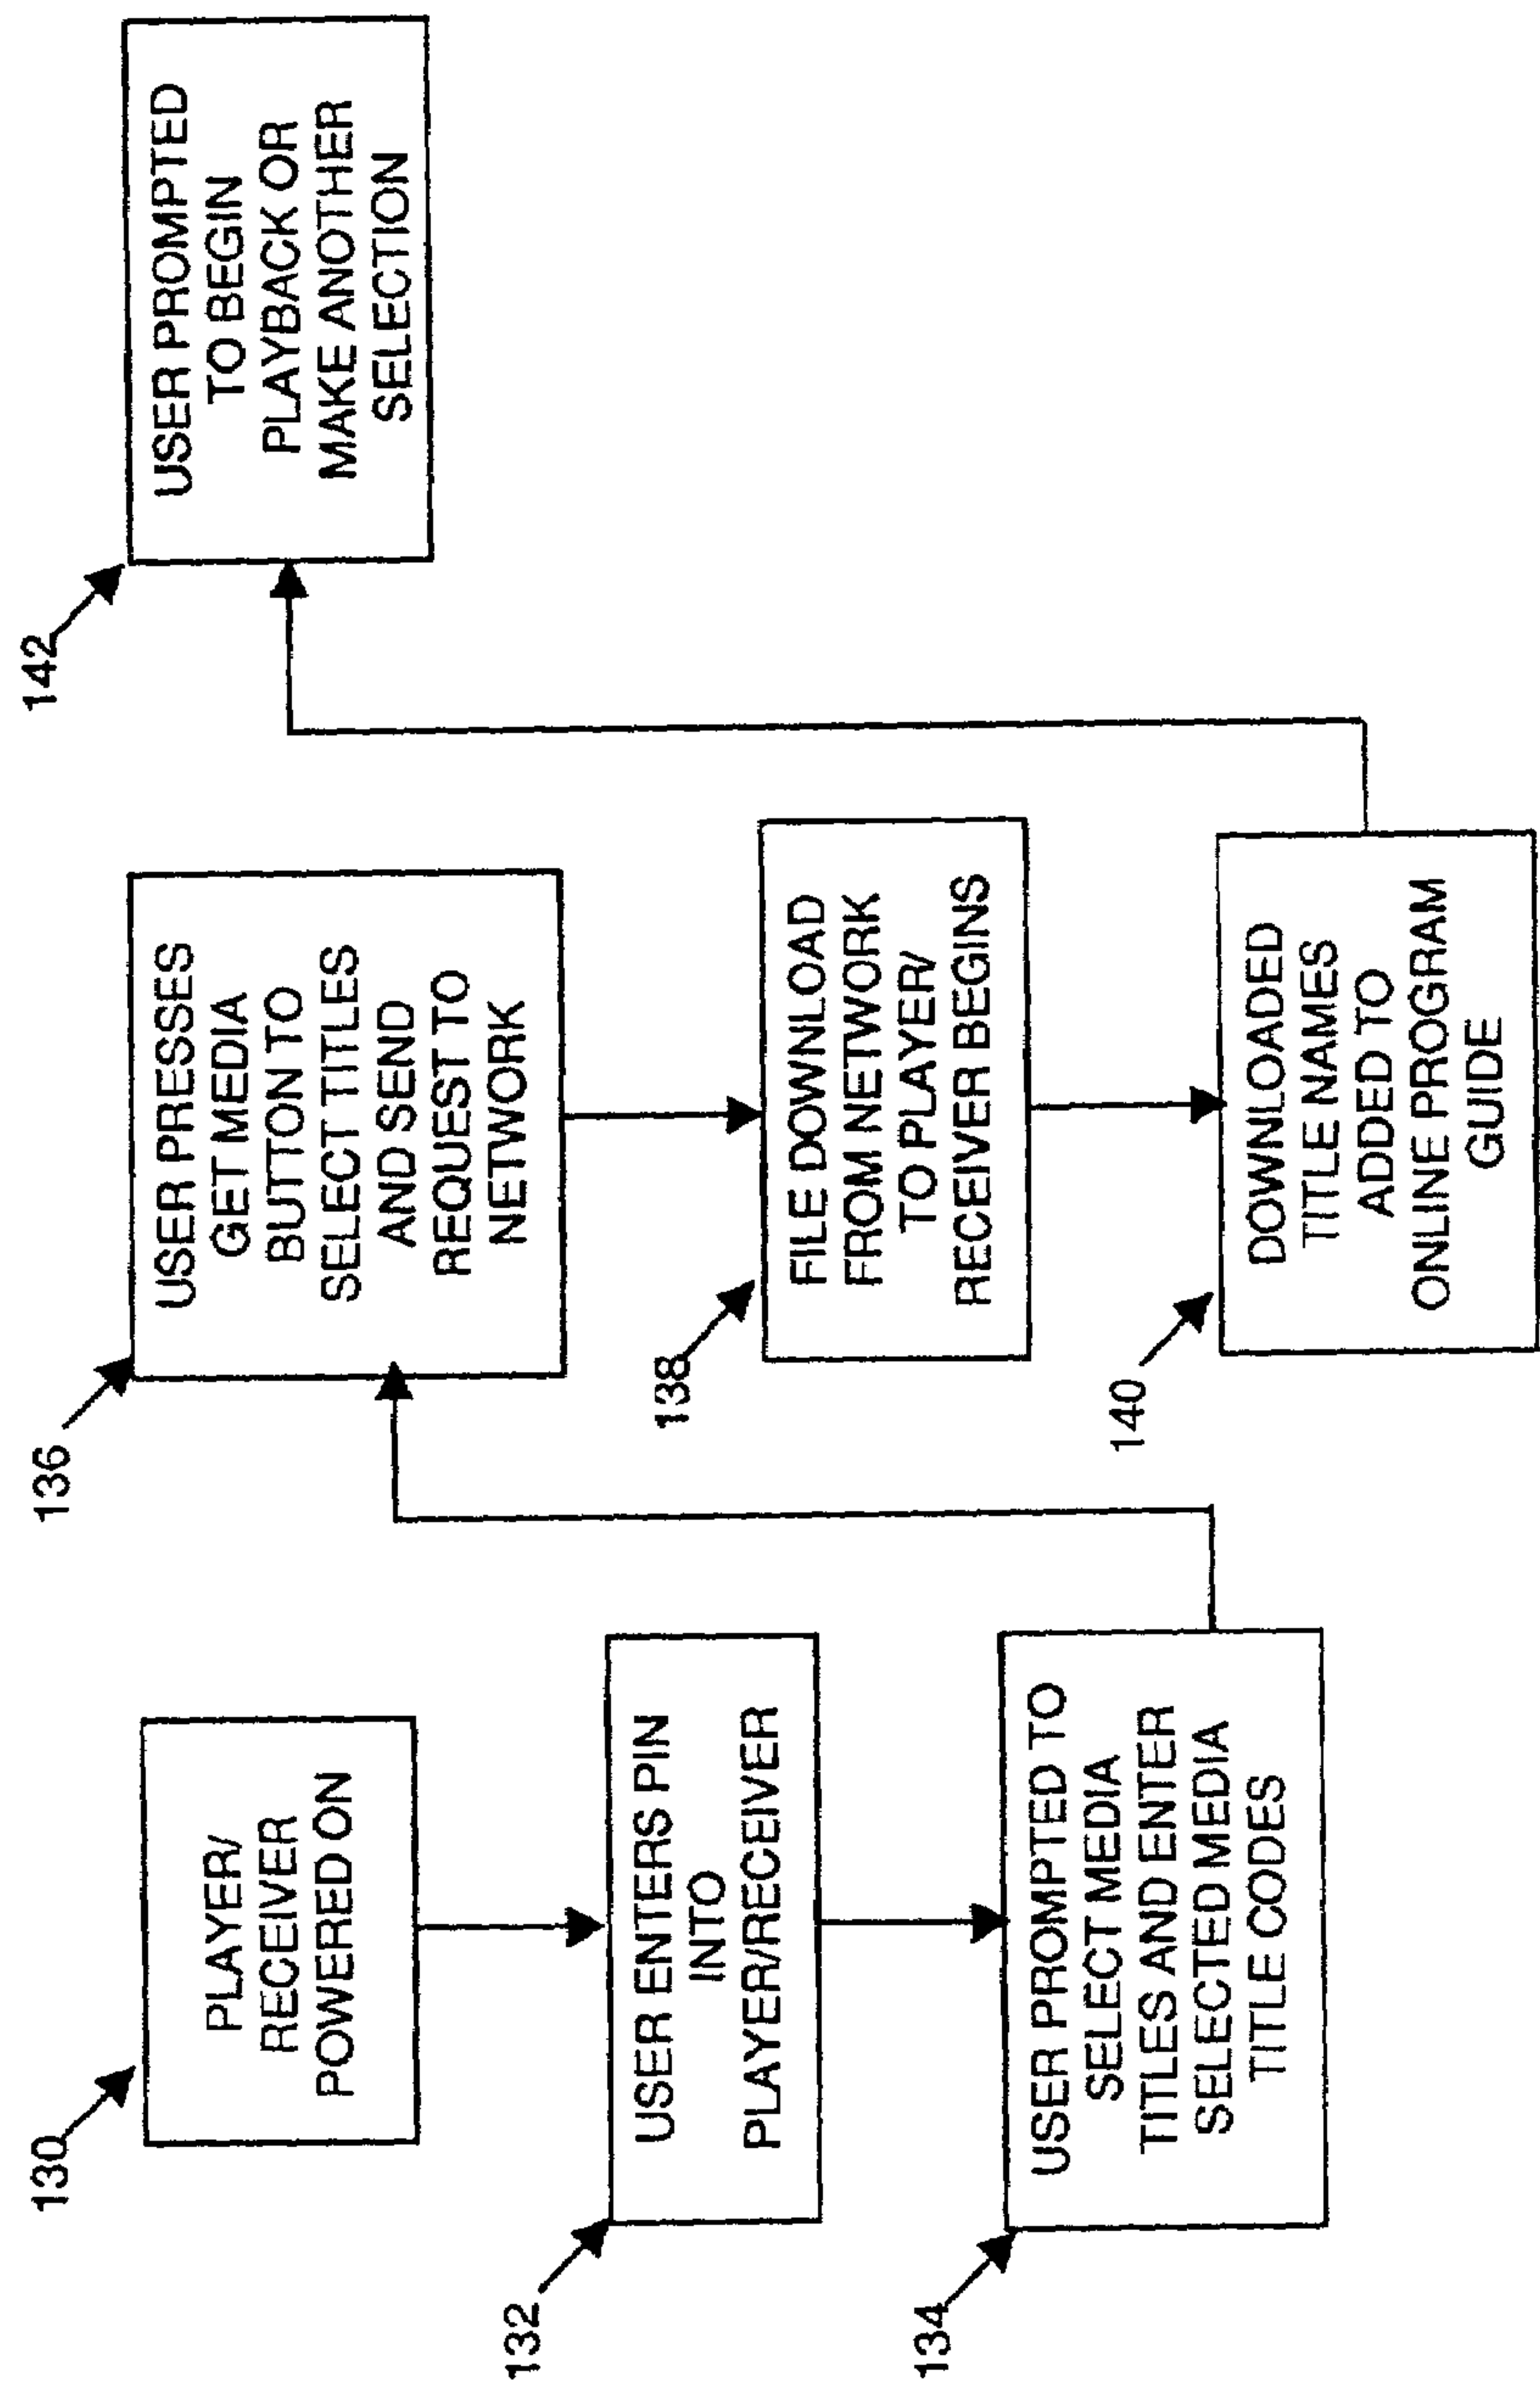 130
PLAYER/
RECEIVER
POWERED ON
132
USER ENTERS PIN
INTO
PLAYER/RECEIVER
134
USER PROMPTED TO
SELECT MEDIA
TITLES AND ENTER
SELECTED MEDIA
TITLE CODES
136
USER PRESSES
GET MEDIA
BUTTON TO
SELECT TITLES
AND SEND
REQUEST TO
NETWORK
138
FILE DOWNLOAD
FROM NETWORK
TO PLAYER/
RECEIVER BEGINS
140
DOWNLOADED
TITLE NAMES
ADDED TO
ONLINE PROGRAM
GUIDE
142
USER PROMPTED
TO BEGIN
PLAYBACK OR
MAKE ANOTHER
SELECTION